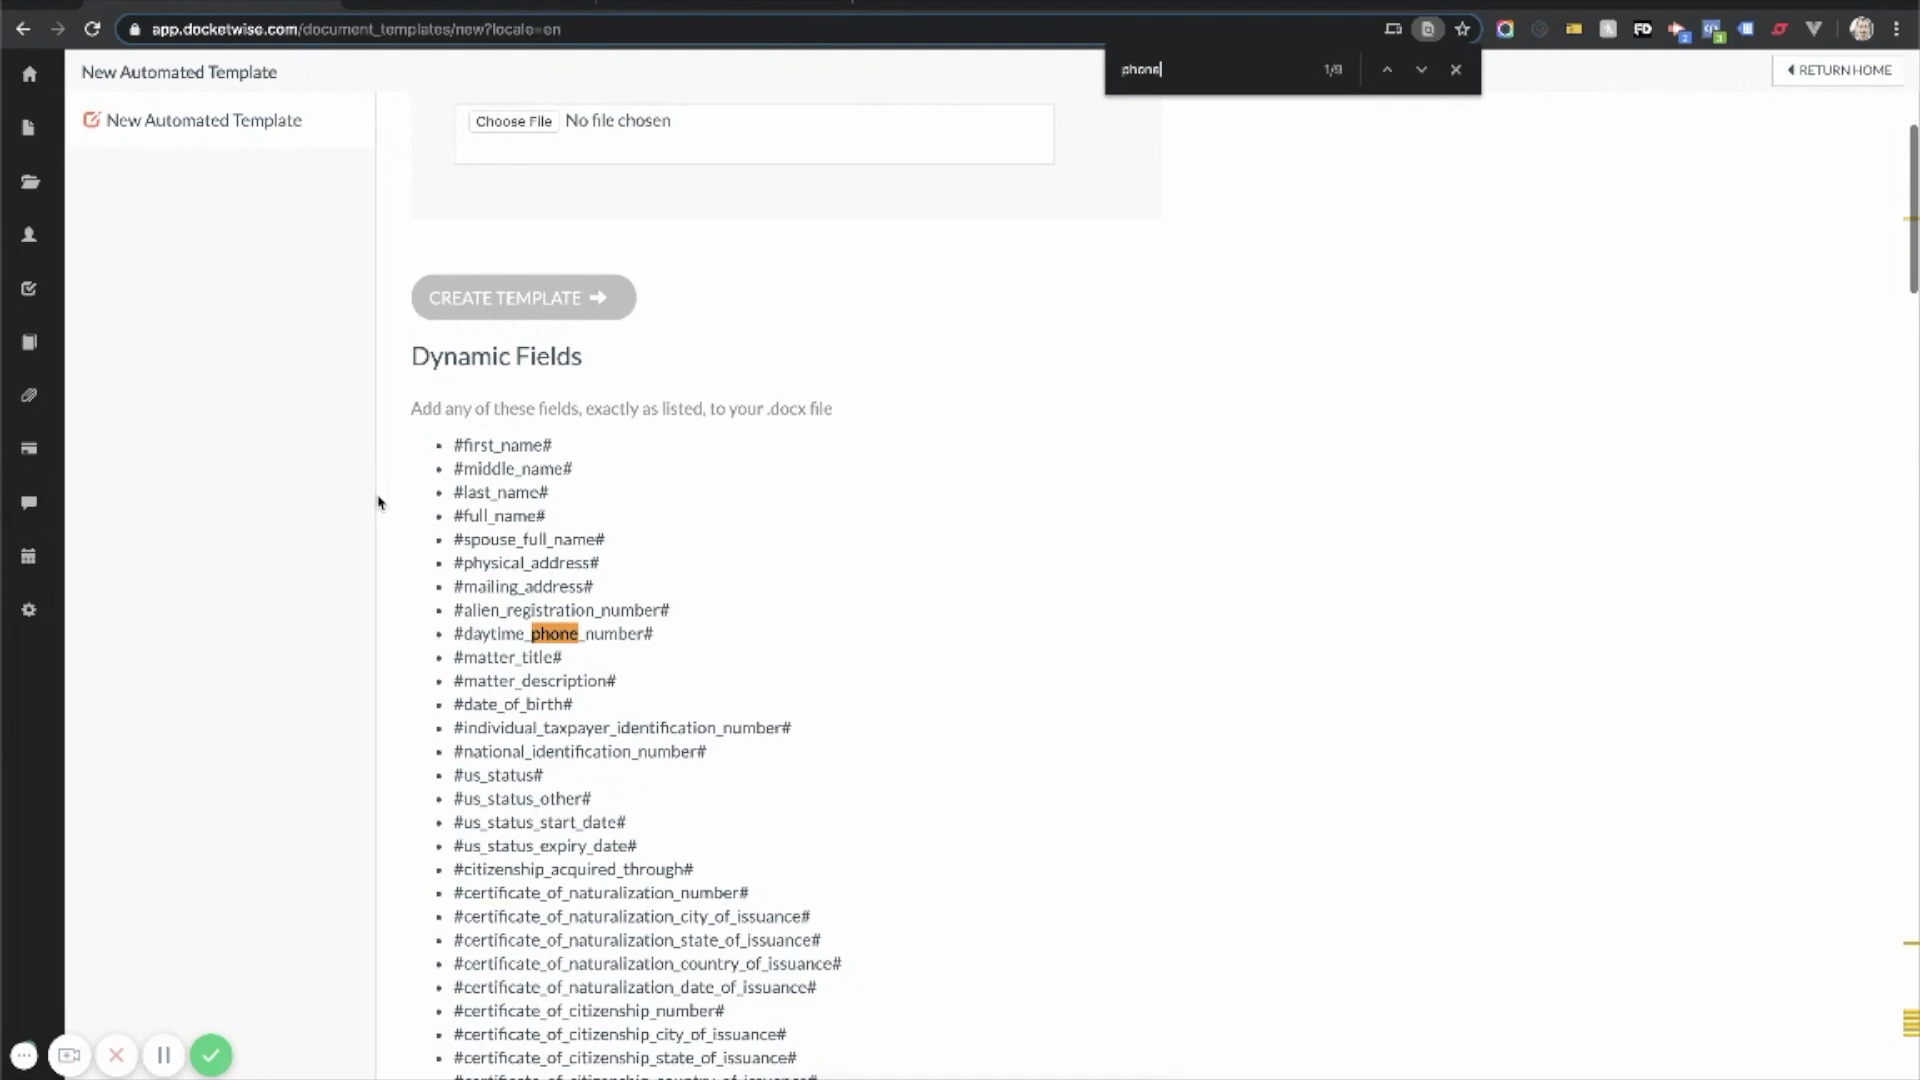 app.docketwise.com/document_templates/new?locale=en
phone
1/9
New Automated Template
RETURN HOME
New Automated Template
Choose File No file chosen
CREATE TEMPLATE
Dynamic Fields
Add any of these fields, exactly as listed, to your .docx file
#first_name#
#middle_name#
#last_name#
#full_name#
#spouse_full_name#
#physical_address#
#mailing_address#
#alien_registration_number#
#daytime_phone_number#
#matter_title#
#matter_description#
#date_of_birth#
#individual_taxpayer_identification_number#
#national_identification_number#
#us_status#
#us_status_other#
#us_status_start_date#
#us_status_expiry_date#
#citizenship_acquired_through#
#certificate_of_naturalization_number#
#certificate_of_naturalization_city_of_issuance#
#certificate_of_naturalization_state_of_issuance#
#certificate_of_naturalization_country_of_issuance#
#certificate_of_naturalization_date_of_issuance#
#certificate_of_citizenship_number#
#certificate_of_citizenship_city_of_issuance#
#certificate_of_citizenship_state_of_issuance#